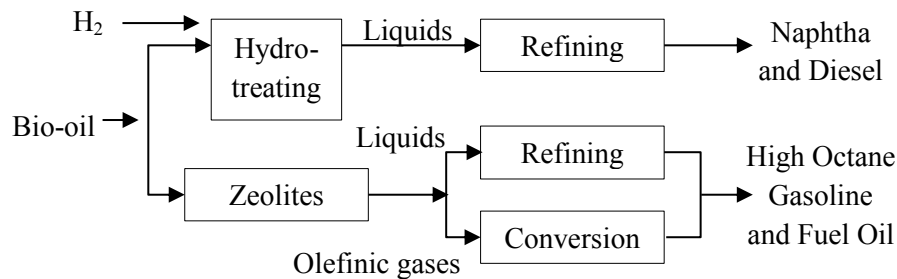 H₂
Hydro-
treating
Liquids
Refining
Naphtha
and Diesel
Bio-oil
Zeolites
Liquids
Refining
Olefinic gases
Conversion
High Octane
Gasoline
and Fuel Oil